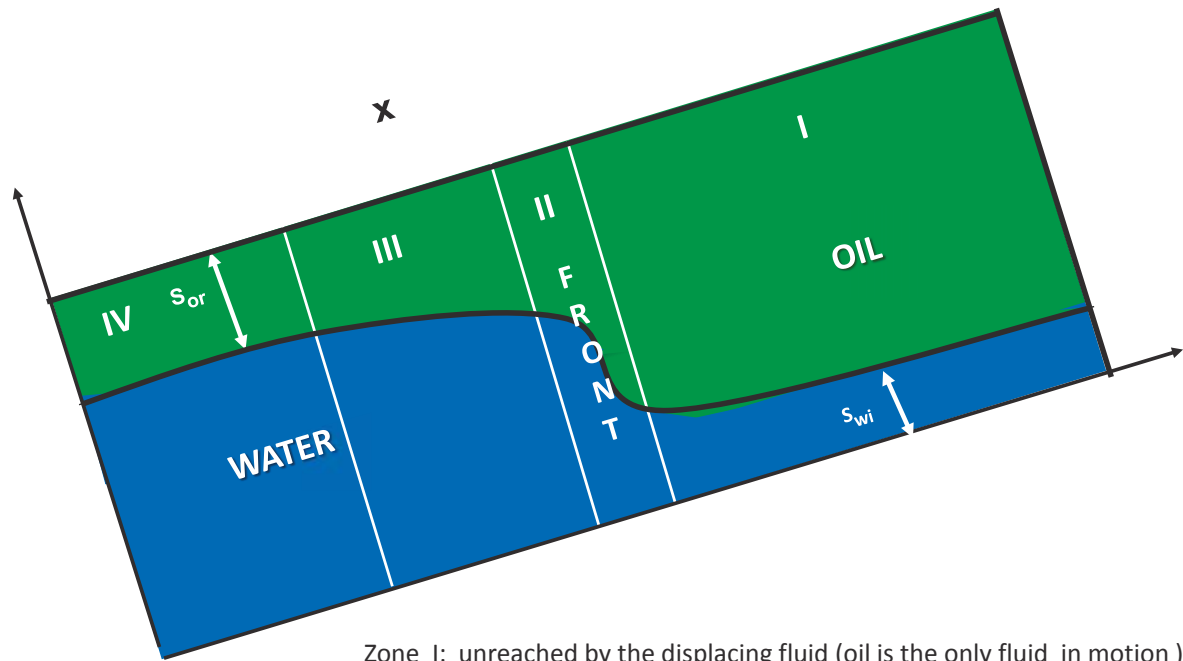 x
I
II
III
IV
Sor
F
R
O
N
T
OIL
WATER
Swi
Zone I: unreached by the displacing fluid (oil is the only fluid in motion )